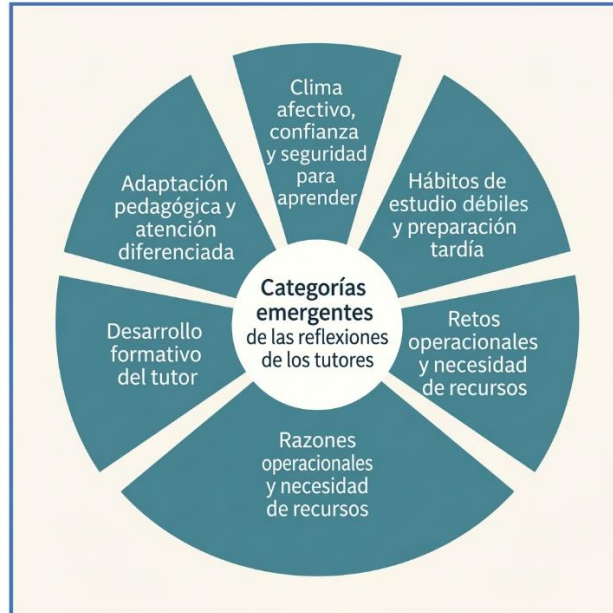 Clima
afectivo,
confianza
y seguridad
para
aprender
Hábitos de
estudio débiles
y preparación
tardía
Retos
operacionales
y necesidad
de recursos
Razones
operacionales
y necesidad
de recursos
Desarrollo
formativo
del tutor
Adaptación
pedagógica y
atención
diferenciada
Categorías
emergentes
de las reflexiones
de los tutores